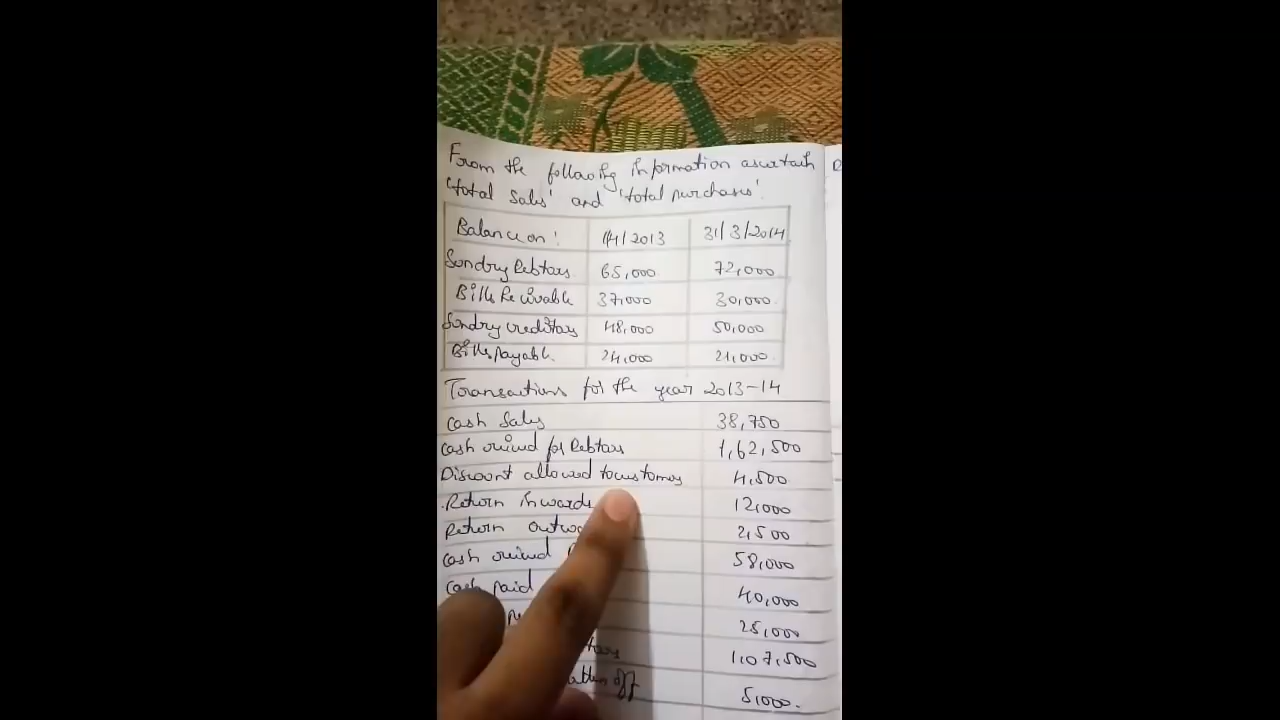 From the following information ascertain
'total sales' and 'total purchases'.
Balance on: 1/4/2013 31/3/2014
Sundry Debtors 65,000 72,000
Bills Receivable 37,000 30,000
Sundry creditors 48,000 50,000
Bills payable 24,000 21,000
Transactions for the year 2013-14
Cash Sales 38,750
Cash received for Debtors 1,62,500
Discount allowed to customers 4,500
Return inwards 12,000
Return 2,500
Cash received 58,000
Cash paid 40,000
25,000
1,07,500
off 5,000